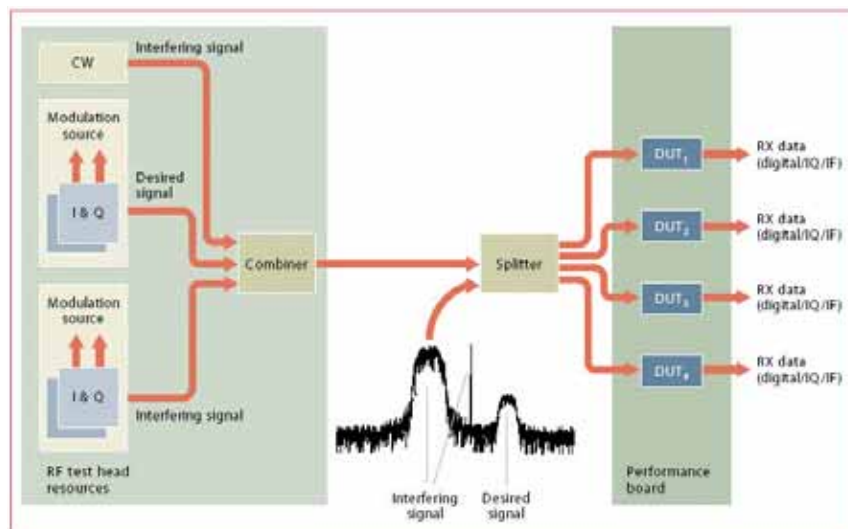 Interfering signal
CW
Modulation
source
I & Q
Desired
signal
Combiner
Modulation
source
I & Q
Interfering signal
RF test head
resources
Splitter
Interfering
signal
Desired
signal
DUT1
RX data
(digital/IQ/IF)
DUT2
RX data
(digital/IQ/IF)
DUT3
RX data
(digital/IQ/IF)
DUT4
RX data
(digital/IQ/IF)
Performance
board